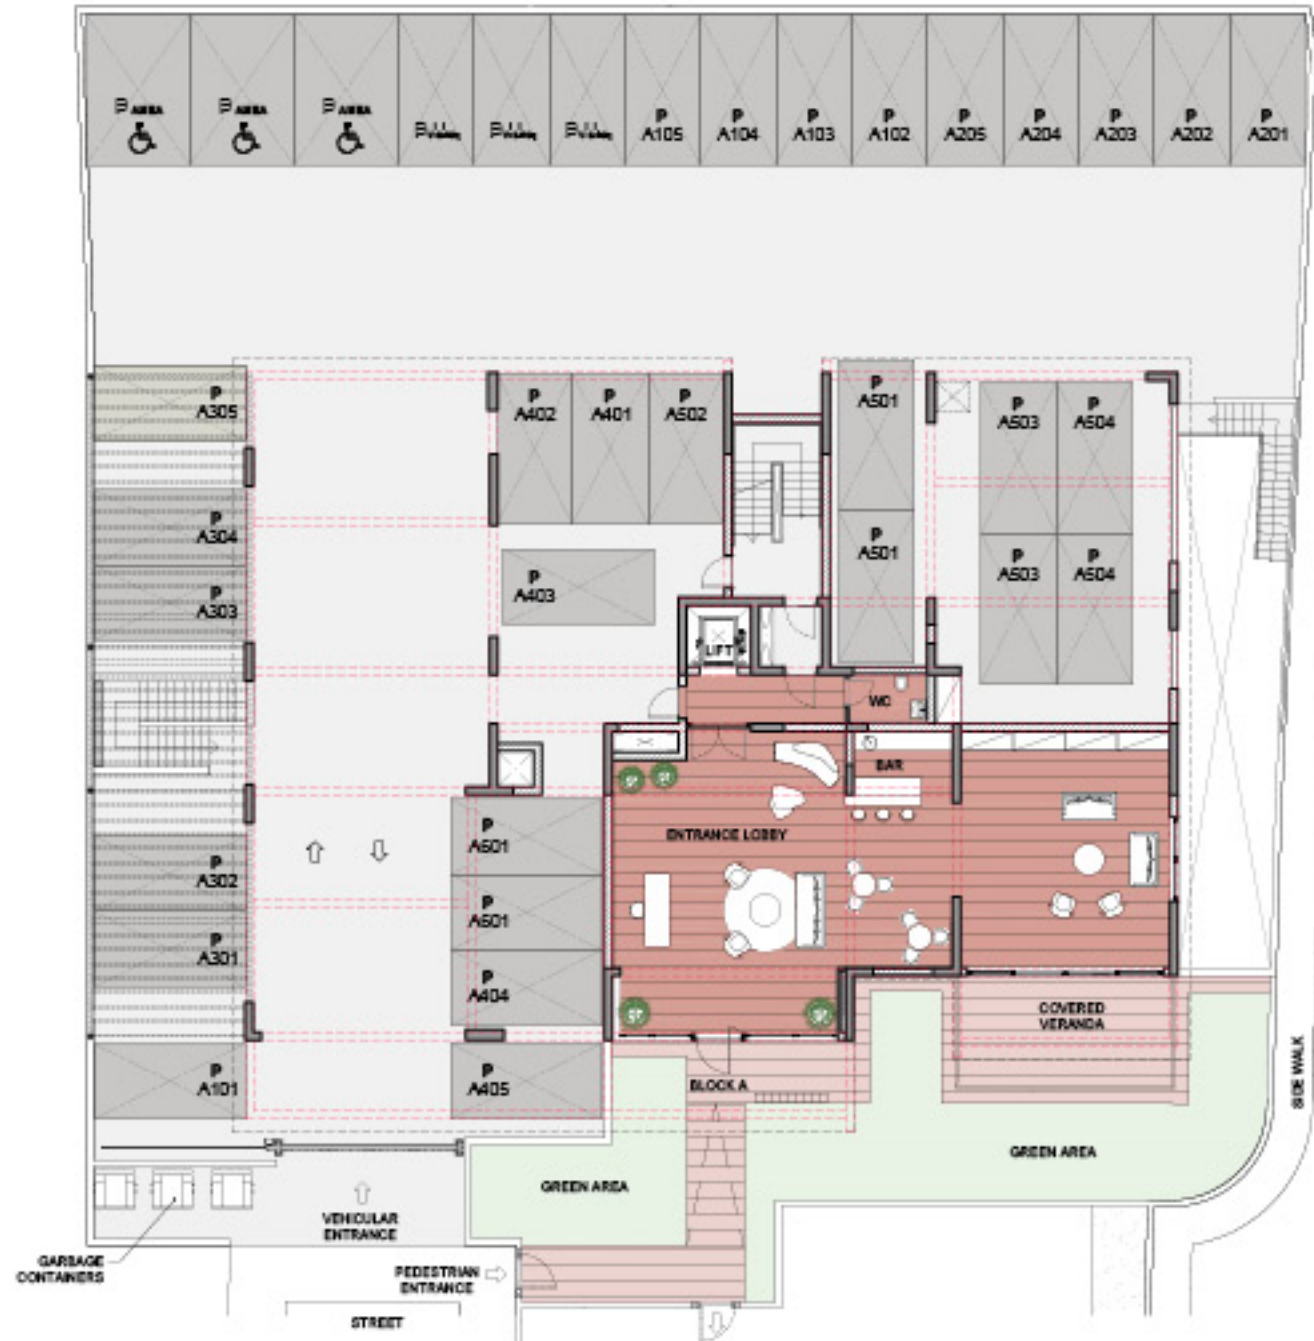 P
A105
P
A104
P
A103
P
A102
P
A205
P
A204
P
A203
P
A202
P
A201
P
A305
P
A402
P
A401
P
A502
P
A501
P
A503
P
A504
P
A304
P
A303
P
A403
P
A501
P
A503
P
A504
LIFT
WC
BAR
ENTRANCE LOBBY
P
A302
P
A301
P
A601
P
A601
P
A404
P
A101
P
A405
COVERED
VERANDA
BLOCK A
SIDE WALK
GREEN AREA
GREEN AREA
VEHICULAR
ENTRANCE
GARBAGE
CONTAINERS
PEDESTRIAN
ENTRANCE
STREET